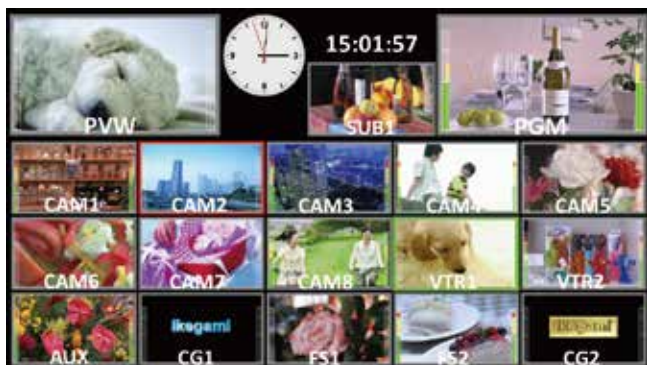 15:01:57
PVW
SUB1
PGM
CAM1
CAM2
CAM3
CAM4
CAM5
CAM6
CAM7
CAM8
VTR1
VTR2
ikegami
AUX
CG1
FS1
FS2
CG2